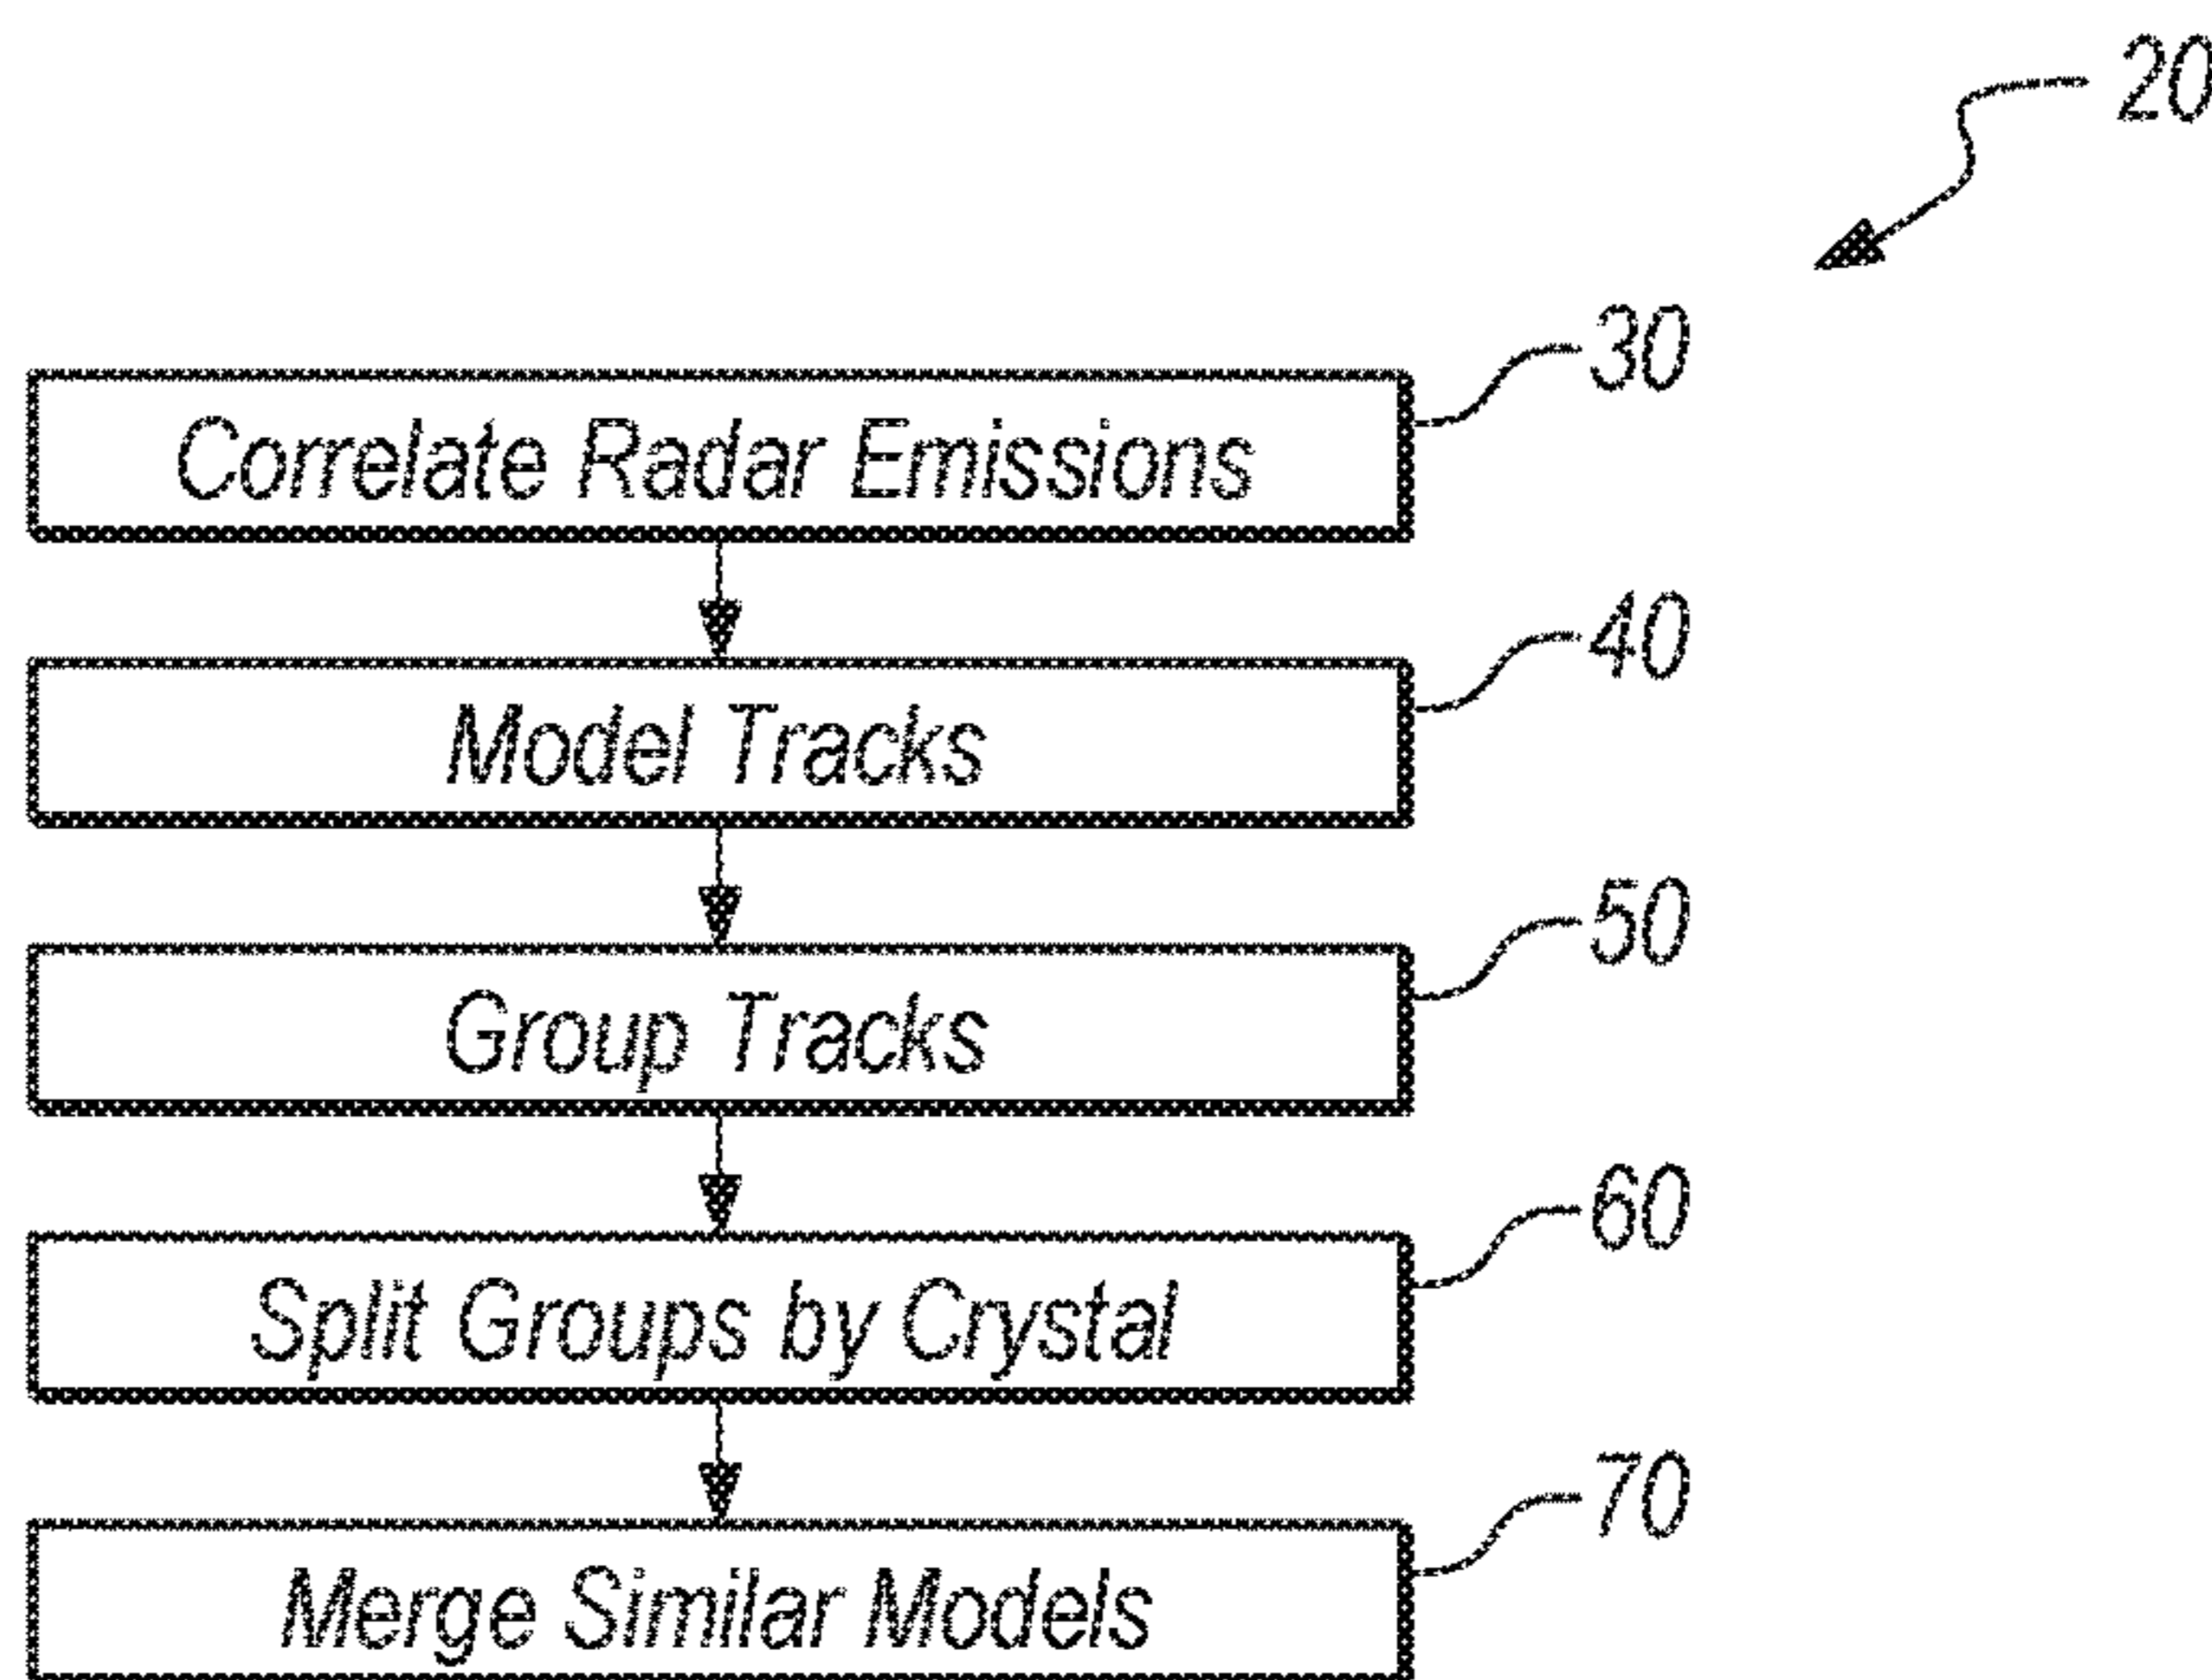 20
30
Correlate Radar Emissions
40
Model Tracks
50
Group Tracks
60
Split Groups by Crystal
70
Merge Similar Models